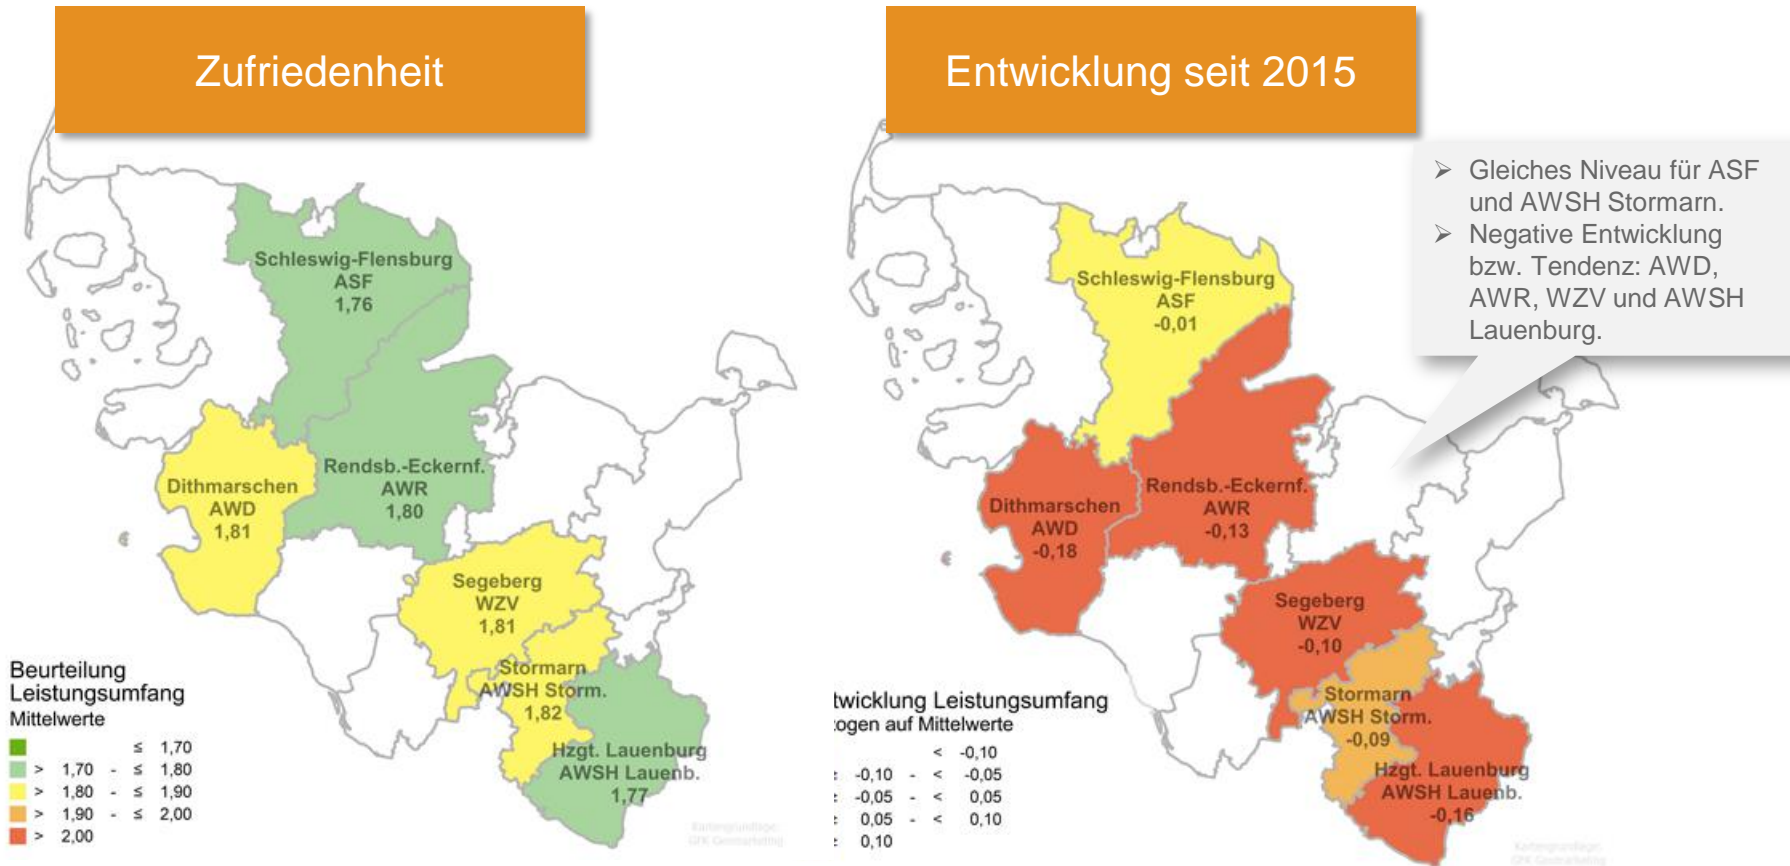 Zufriedenheit
Schleswig-Flensburg
ASF
1,76
Rendsb.-Eckernf.
AWR
1,80
Dithmarschen
AWD
1,81
Segeberg
WZV
1,81
Stormarn
AWSH Storm.
1,82
Hzgt. Lauenburg
AWSH Lauenb.
1,77
Beurteilung
Leistungsumfang
Mittelwerte
≤ 1,70
> 1,70 - ≤ 1,80
> 1,80 - ≤ 1,90
> 1,90 - ≤ 2,00
> 2,00
Kartengrundlage:
GfK Geomarketing
Entwicklung seit 2015
➢ Gleiches Niveau für ASF
und AWSH Stormarn.
➢ Negative Entwicklung
bzw. Tendenz: AWD,
AWR, WZV und AWSH
Lauenburg.
Schleswig-Flensburg
ASF
-0,01
Rendsb.-Eckernf.
AWR
-0,13
Dithmarschen
AWD
-0,18
Segeberg
WZV
-0,10
Stormarn
AWSH Storm.
-0,09
Hzgt. Lauenburg
AWSH Lauenb.
-0,16
twicklung Leistungsumfang
zogen auf Mittelwerte
< -0,10
≥ -0,10 - < -0,05
≥ -0,05 - < 0,05
≥ 0,05 - < 0,10
≥ 0,10
Kartengrundlage:
GfK Geomarketing